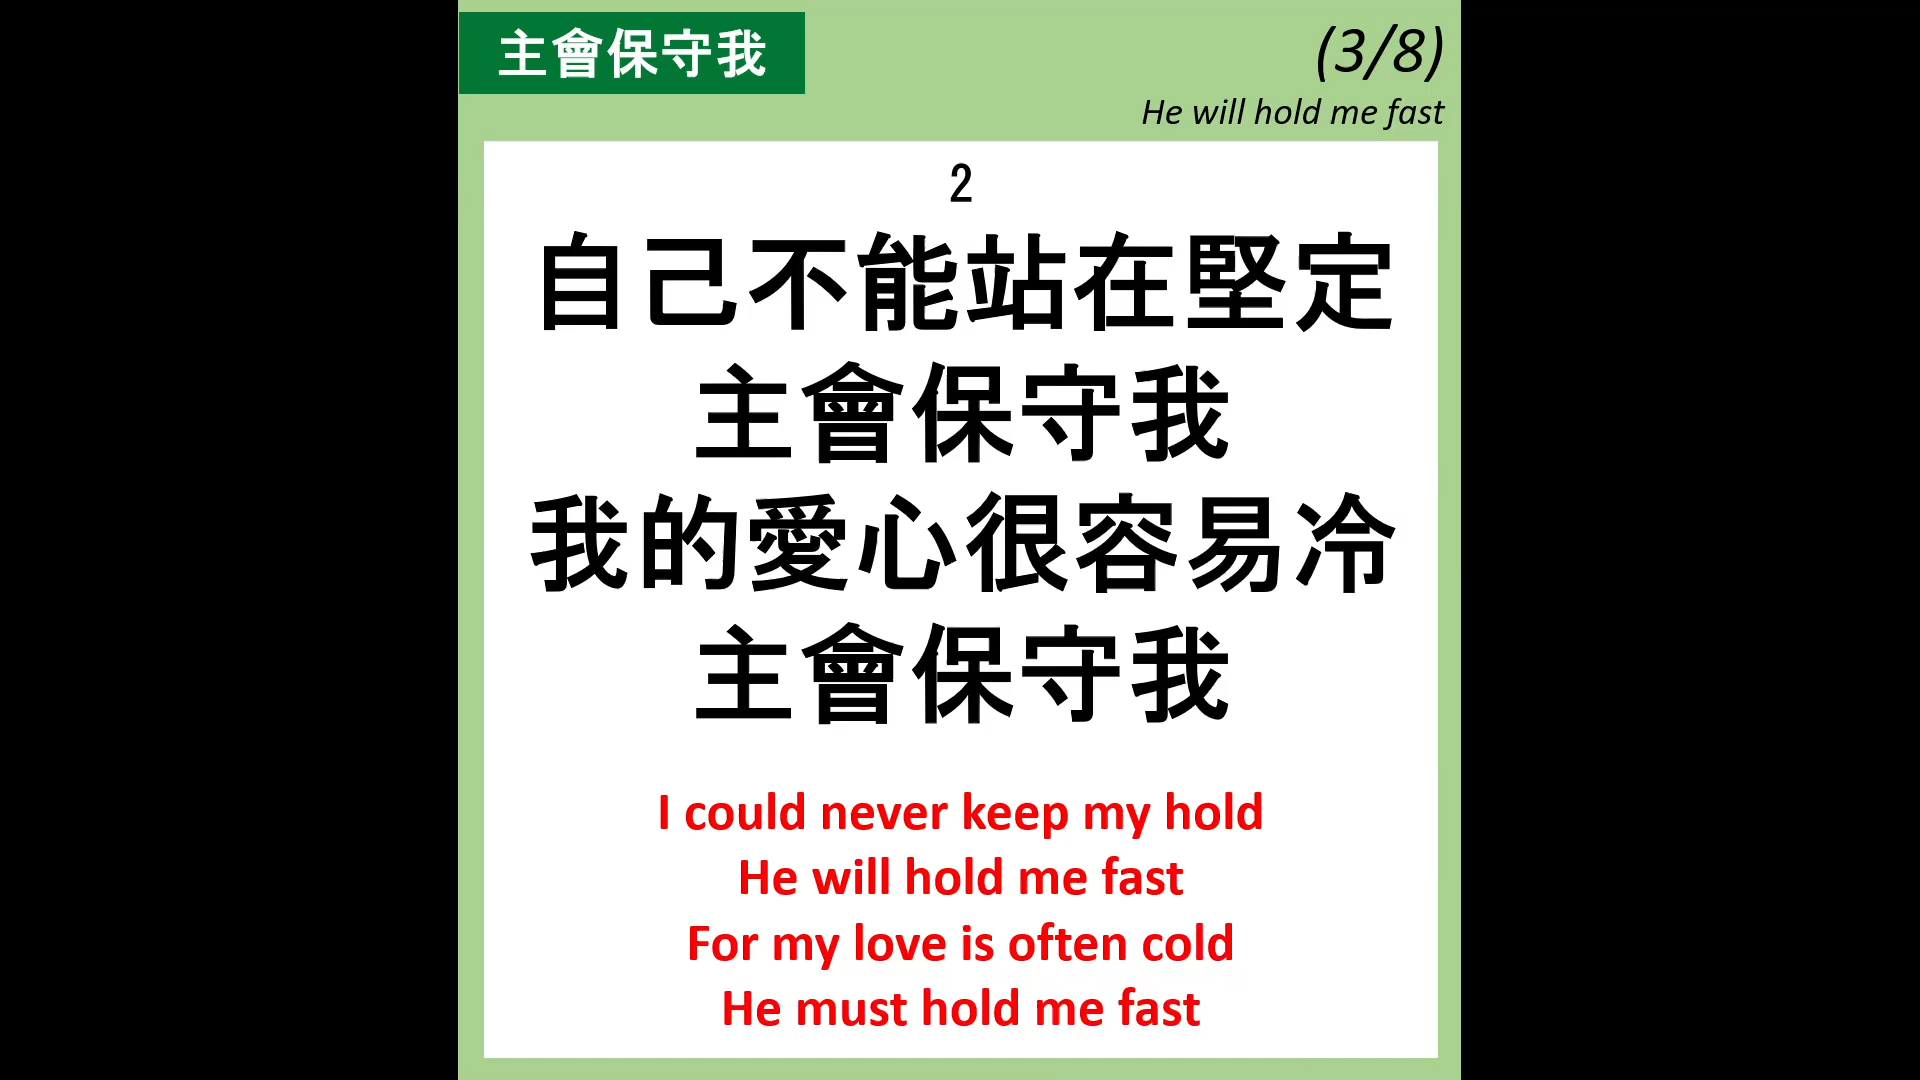 主會保守我
(3/8)
He will hold me fast
2
自己不能站在堅定
主會保守我
我的愛心很容易冷
主會保守我
I could never keep my hold
He will hold me fast
For my love is often cold
He must hold me fast